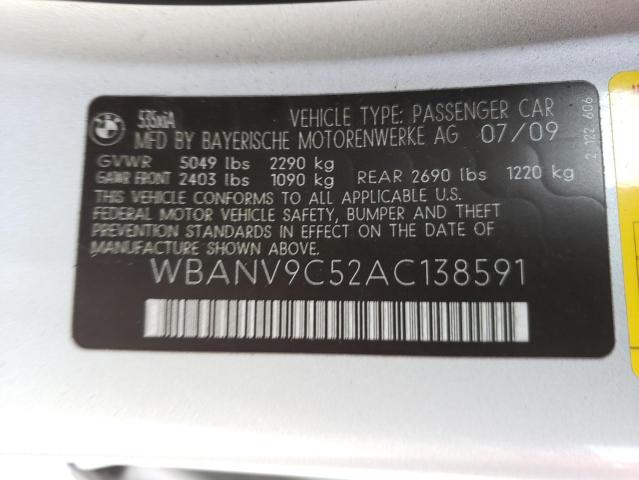 BMW
535xiA
VEHICLE TYPE: PASSENGER CAR
MFD BY BAYERISCHE MOTORENWERKE AG 07/09
GVWR 5049 lbs 2290 kg
GAWR FRONT 2403 lbs 1090 kg REAR 2690 lbs 1220 kg
THIS VEHICLE CONFORMS TO ALL APPLICABLE U.S.
FEDERAL MOTOR VEHICLE SAFETY, BUMPER AND THEFT
PREVENTION STANDARDS IN EFFECT ON THE DATE OF
MANUFACTURE SHOWN ABOVE.
WBANV9C52AC138591
2 122 606